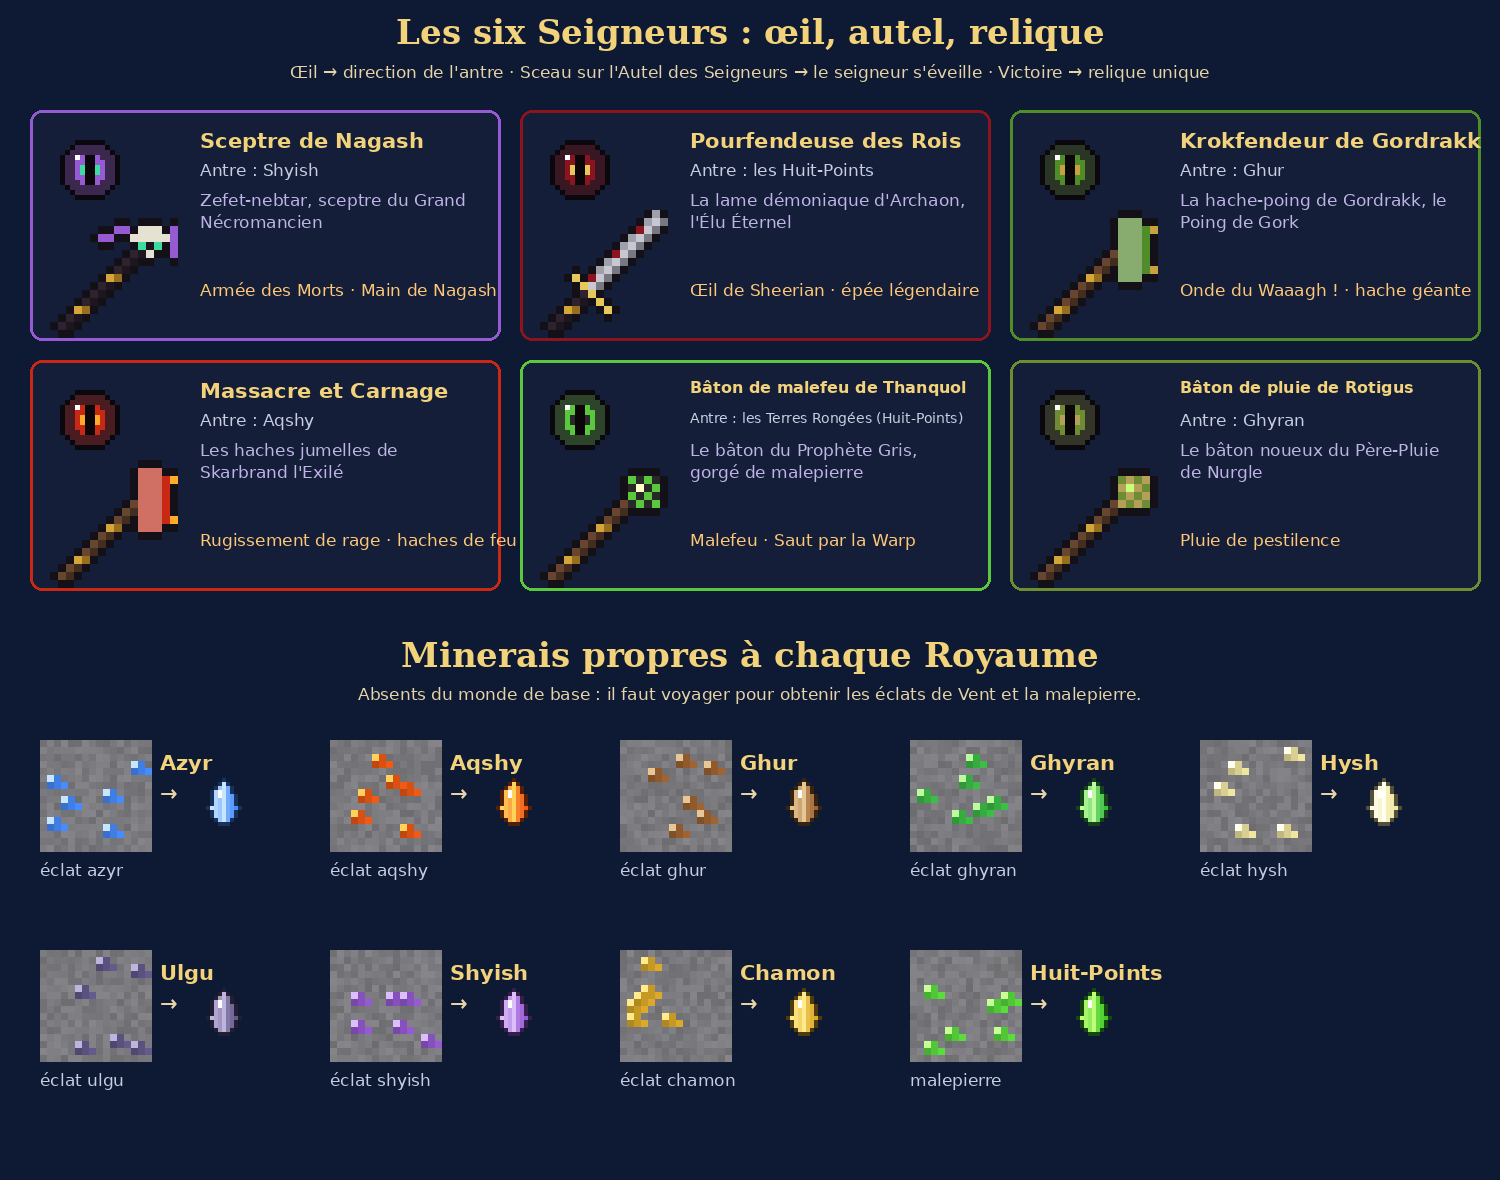 Les six Seigneurs : œil, autel, relique
Œil → direction de l'antre · Sceau sur l'Autel des Seigneurs → le seigneur s'éveille · Victoire → relique unique
Sceptre de Nagash
Antre : Shyish
Zefet-nebtar, sceptre du Grand
Nécromancien
Armée des Morts · Main de Nagash
Pourfendeuse des Rois
Antre : les Huit-Points
La lame démoniaque d'Archaon,
l'Élu Éternel
Œil de Sheerian · épée légendaire
Krokfendeur de Gordrakk
Antre : Ghur
La hache-poing de Gordrakk, le
Poing de Gork
Onde du Waaagh ! · hache géante
Massacre et Carnage
Antre : Aqshy
Les haches jumelles de
Skarbrand l'Exilé
Rugissement de rage · haches de feu
Bâton de malefeu de Thanquol
Antre : les Terres Rongées (Huit-Points)
Le bâton du Prophète Gris,
gorgé de malepierre
Malefeu · Saut par la Warp
Bâton de pluie de Rotigus
Antre : Ghyran
Le bâton noueux du Père-Pluie
de Nurgle
Pluie de pestilence
Minerais propres à chaque Royaume
Absents du monde de base : il faut voyager pour obtenir les éclats de Vent et la malepierre.
Azyr
→
éclat azyr
Aqshy
→
éclat aqshy
Ghur
→
éclat ghur
Ghyran
→
éclat ghyran
Hysh
→
éclat hysh
Ulgu
→
éclat ulgu
Shyish
→
éclat shyish
Chamon
→
éclat chamon
Huit-Points
→
malepierre